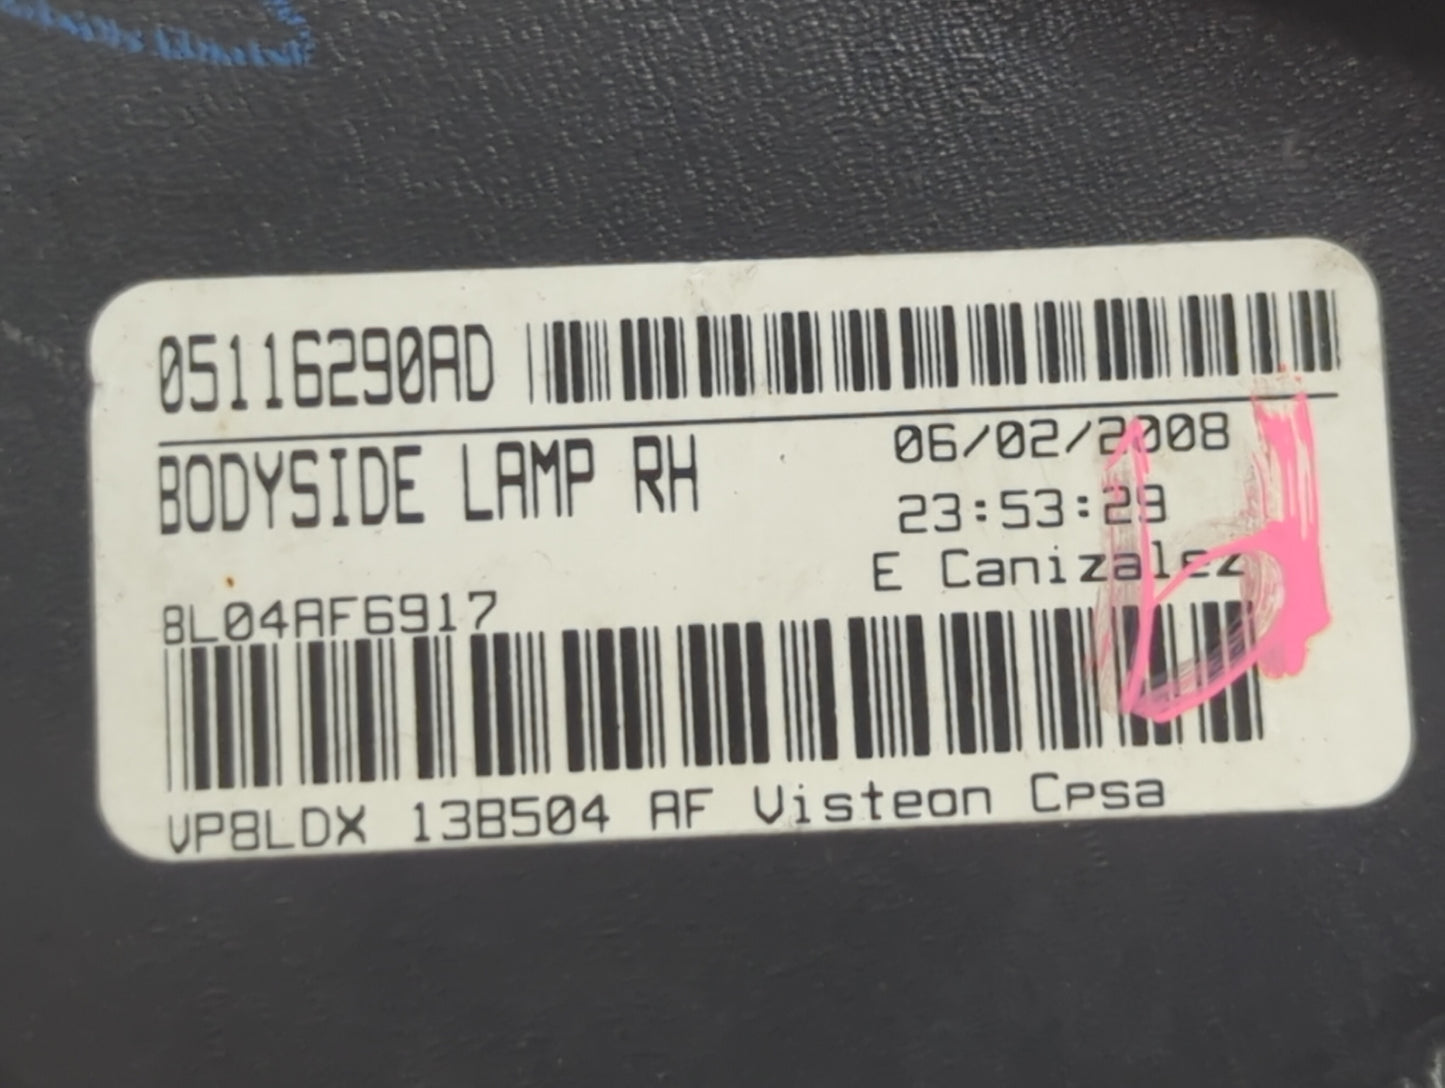 05116290AD
BODYSIDE LAMP RH
06/02/2008
23:53:29
E Canizalez
8L04AF6917
VP8LDX 13B504 AF Visteon Cpsa